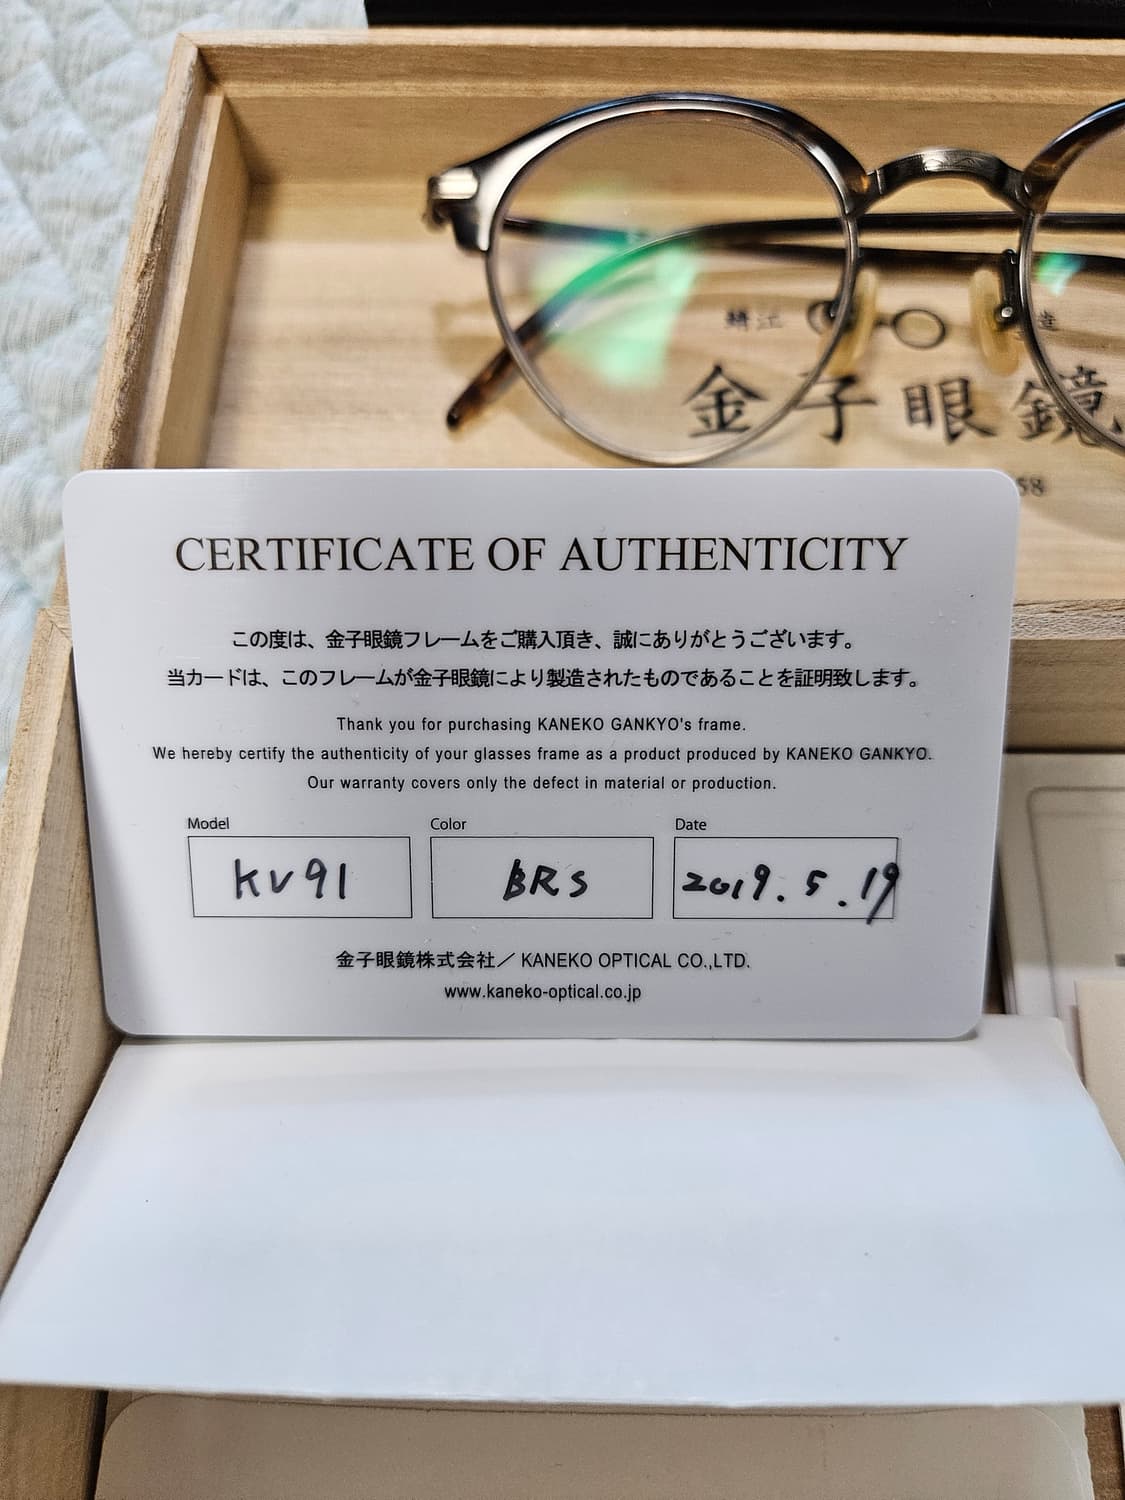 鯖江
造
金子眼鏡
58
CERTIFICATE OF AUTHENTICITY
この度は、金子眼鏡フレームをご購入頂き、誠にありがとうございます。
当カードは、このフレームが金子眼鏡により製造されたものであることを証明致します。
Thank you for purchasing KANEKO GANKYO's frame.
We hereby certify the authenticity of your glasses frame as a product produced by KANEKO GANKYO.
Our warranty covers only the defect in material or production.
Model Color Date
KV91 BRS 2019.5.19
金子眼鏡株式会社／ KANEKO OPTICAL CO.,LTD.
www.kaneko-optical.co.jp